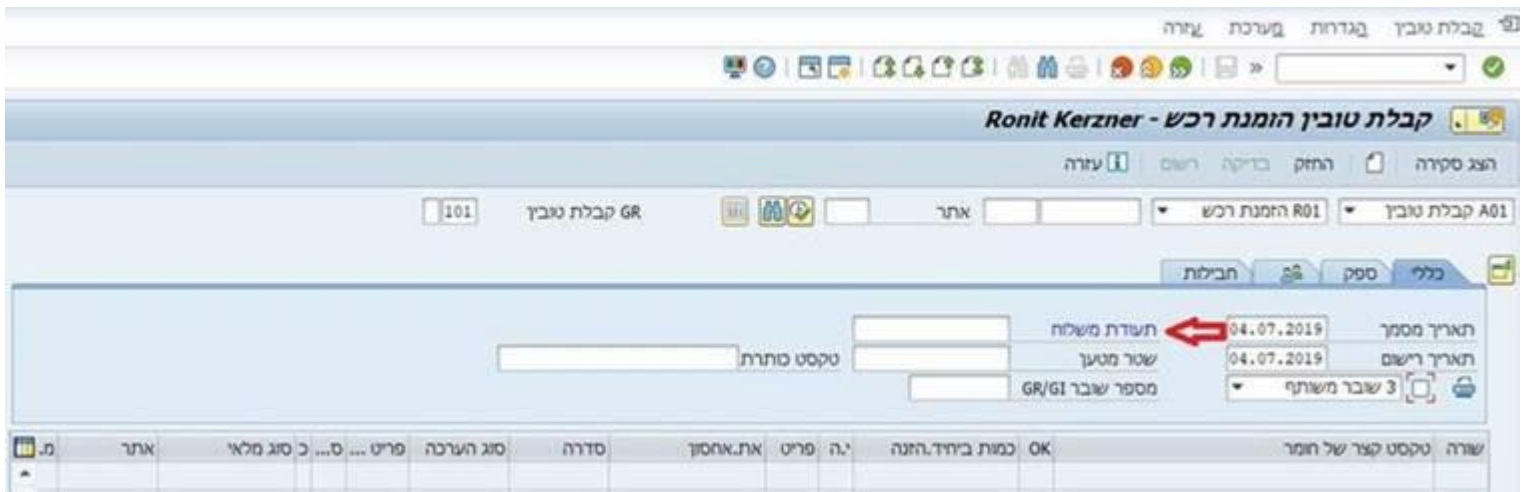 קבלת טובין הגדרות מערכת עזרה
קבלת טובין הזמנת רכש - Ronit Kerzner
הצג סקירה החזק בדיקה רשום עזרה
A01 קבלת טובין R01 הזמנת רכש אתר GR קבלת טובין 101
כללי ספק חבילות
תאריך מסמך 04.07.2019 תעודת משלוח
תאריך רישום 04.07.2019 שטר מטען טקסט כותרת
3 שובר משותף מספר שובר GR/GI
שורה טקסט קצר של חומר OK כמות ביחיד.הזנה י.ה פריט את.אחסון סדרה סוג הערכה פריט ... ס... כ סוג מלאי אתר מ.